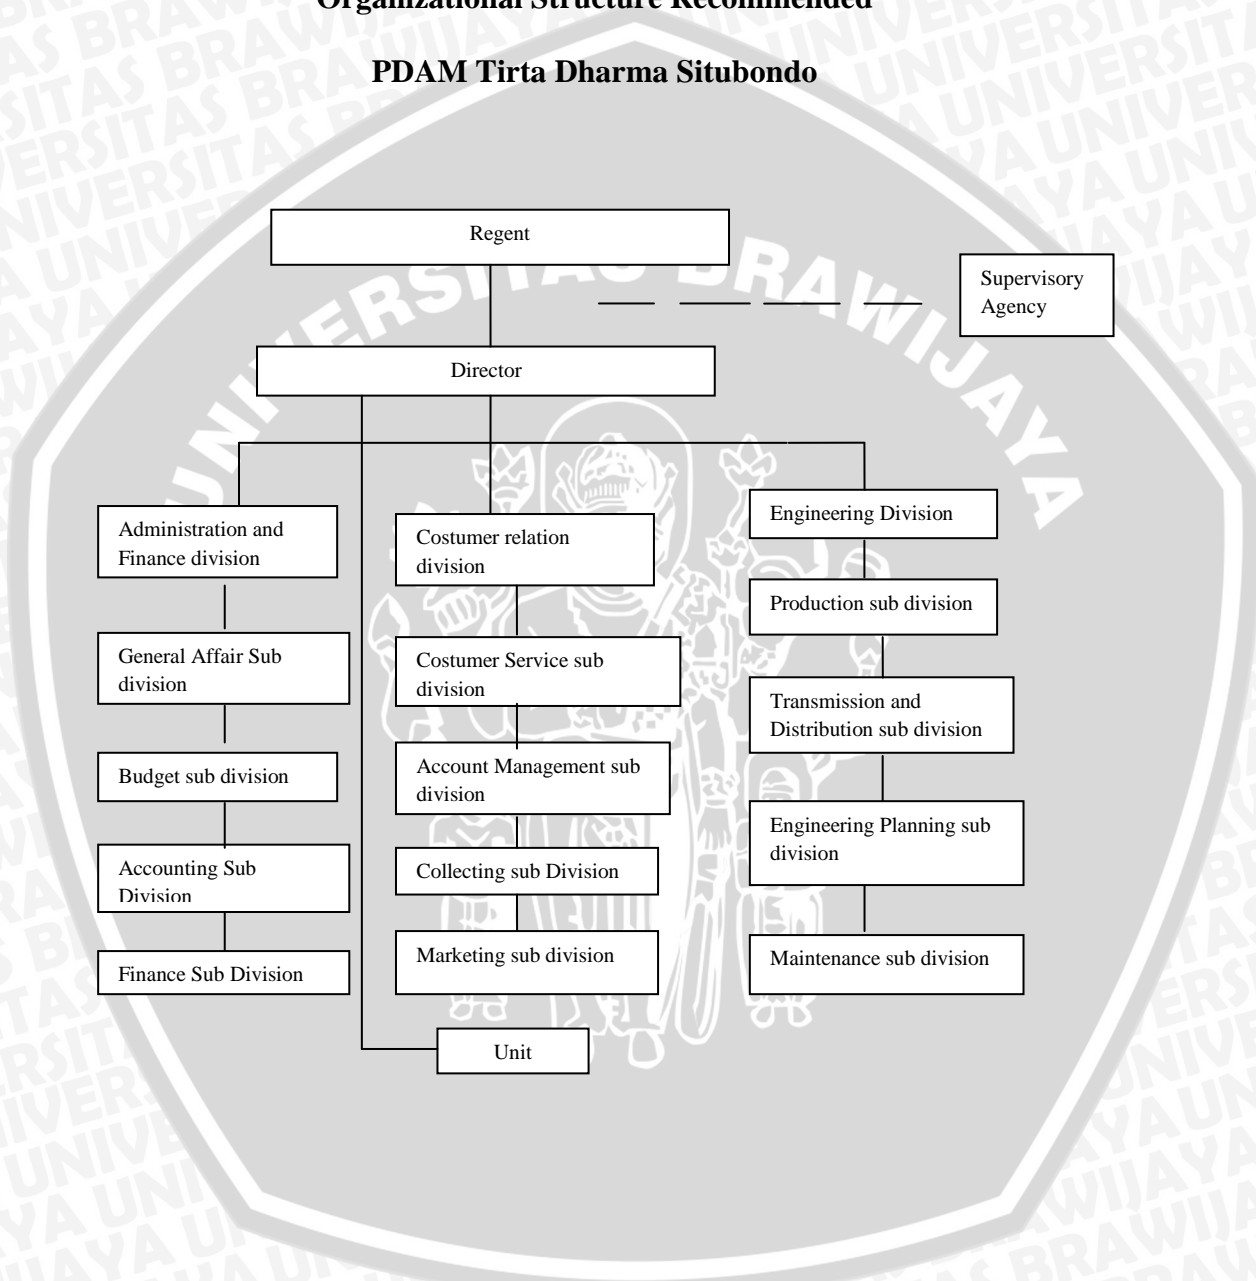 Organizational Structure Recommended
PDAM Tirta Dharma Situbondo
Regent
Supervisory
Agency
Director
Administration and
Finance division
General Affair Sub
division
Budget sub division
Accounting Sub
Division
Finance Sub Division
Costumer relation
division
Costumer Service sub
division
Account Management sub
division
Collecting sub Division
Marketing sub division
Engineering Division
Production sub division
Transmission and
Distribution sub division
Engineering Planning sub
division
Maintenance sub division
Unit
UNIVERSITAS BRAWIJAYA